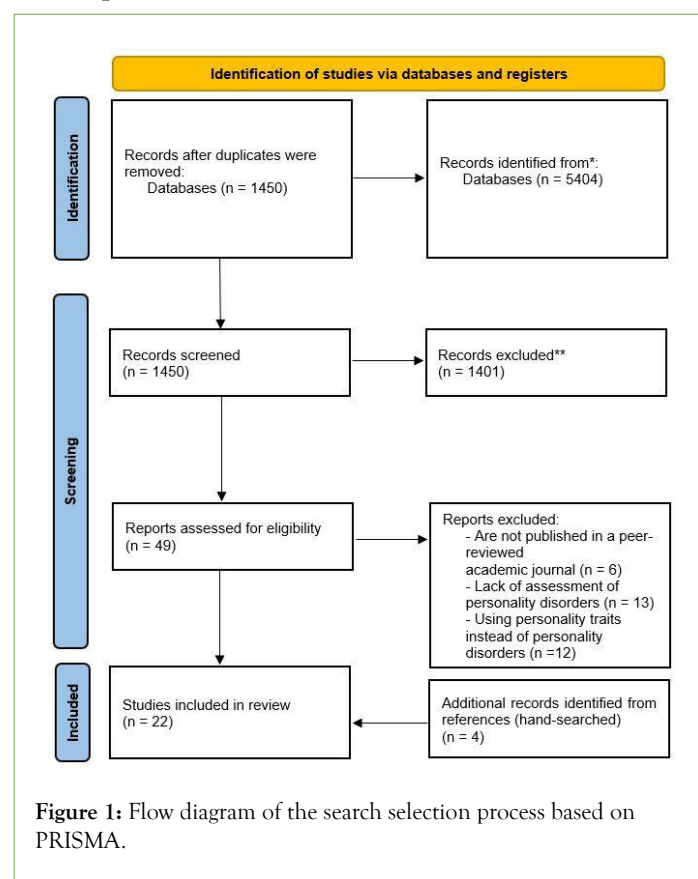 Identification of studies via databases and registers
Identification
Records after duplicates were
removed:
Databases (n = 1450)
Records identified from*:
Databases (n = 5404)
Screening
Records screened
(n = 1450)
Records excluded**
(n = 1401)
Reports assessed for eligibility
(n = 49)
Reports excluded:
- Are not published in a peer-
reviewed
academic journal (n = 6)
- Lack of assessment of
personality disorders (n = 13)
- Using personality traits
instead of personality
disorders (n =12)
Included
Studies included in review
(n = 22)
Additional records identified from
references (hand-searched)
(n = 4)
Figure 1: Flow diagram of the search selection process based on
PRISMA.